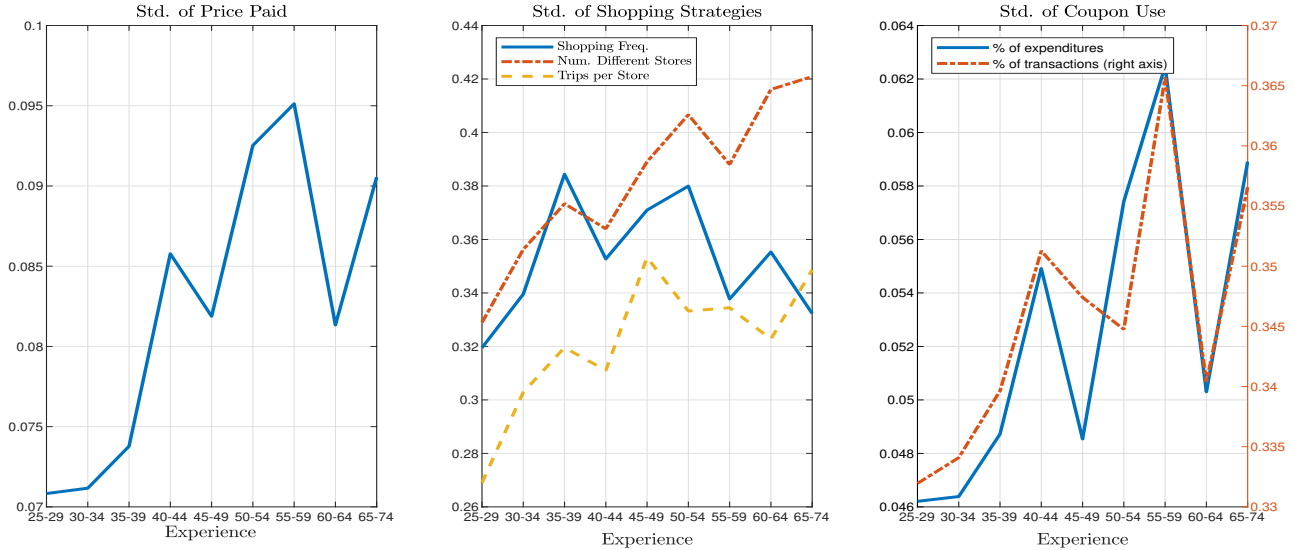 Std. of Price Paid
0.1
0.095
0.09
0.085
0.08
0.075
0.07
25-29 30-34 35-39 40-44 45-49 50-54 55-59 60-64 65-74
Experience
Std. of Shopping Strategies
Shopping Freq.
Num. Different Stores
Trips per Store
0.44
0.42
0.4
0.38
0.36
0.34
0.32
0.3
0.28
0.26
25-29 30-34 35-39 40-44 45-49 50-54 55-59 60-64 65-74
Experience
Std. of Coupon Use
% of expenditures
% of transactions (right axis)
0.064
0.062
0.06
0.058
0.056
0.054
0.052
0.05
0.048
0.046
0.37
0.365
0.36
0.355
0.35
0.345
0.34
0.335
0.33
25-29 30-34 35-39 40-44 45-49 50-54 55-59 60-64 65-74
Experience